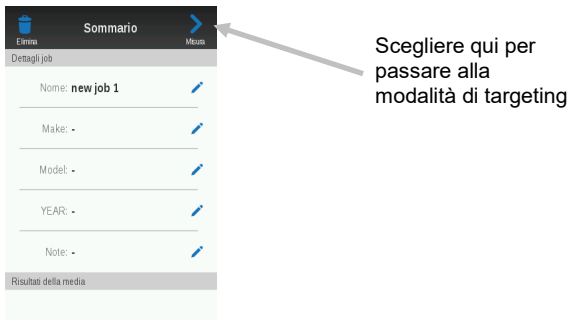 Sommario
Elimina
Misura
Dettagli job
Nome: new job 1
Make: -
Model: -
YEAR: -
Note: -
Risultati della media
Scegliere qui per
passare alla
modalità di targeting